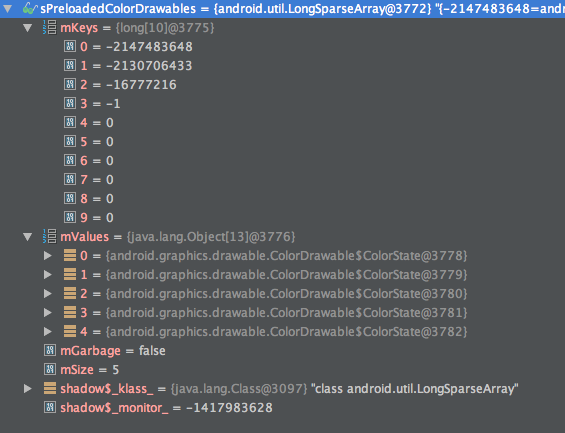 sPreloadedColorDrawables = {android.util.LongSparseArray@3772} "{-2147483648=andr
mKeys = {long[10]@3775}
0 = -2147483648
1 = -2130706433
2 = -16777216
3 = -1
4 = 0
5 = 0
6 = 0
7 = 0
8 = 0
9 = 0
mValues = {java.lang.Object[13]@3776}
0 = {android.graphics.drawable.ColorDrawable$ColorState@3778}
1 = {android.graphics.drawable.ColorDrawable$ColorState@3779}
2 = {android.graphics.drawable.ColorDrawable$ColorState@3780}
3 = {android.graphics.drawable.ColorDrawable$ColorState@3781}
4 = {android.graphics.drawable.ColorDrawable$ColorState@3782}
mGarbage = false
mSize = 5
shadow$_klass_ = {java.lang.Class@3097} "class android.util.LongSparseArray"
shadow$_monitor_ = -1417983628